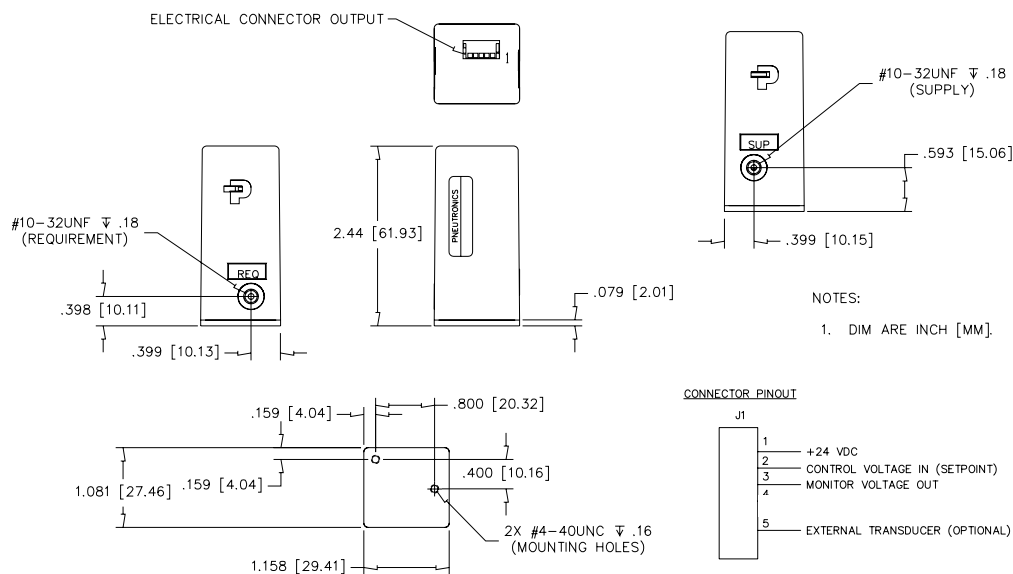 ELECTRICAL CONNECTOR OUTPUT
1
#10-32UNF ↧ .18
(SUPPLY)
SUP
.593 [15.06]
.399 [10.15]
#10-32UNF ↧ .18
(REQUIREMENT)
REQ
.398 [10.11]
.399 [10.13]
2.44 [61.93]
PNEUTRONICS
.079 [2.01]
NOTES:
1. DIM ARE INCH [MM].
.159 [4.04]
.800 [20.32]
1.081 [27.46]
.159 [4.04]
.400 [10.16]
2X #4-40UNC ↧ .16
(MOUNTING HOLES)
1.158 [29.41]
CONNECTOR PINOUT
J1
1 +24 VDC
2 CONTROL VOLTAGE IN (SETPOINT)
3 MONITOR VOLTAGE OUT
4
5 EXTERNAL TRANSDUCER (OPTIONAL)